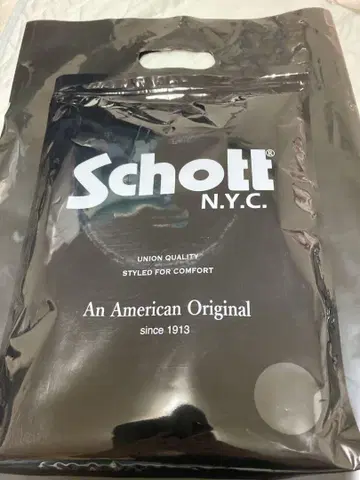 Schott®
N.Y.C.
UNION QUALITY
STYLED FOR COMFORT
An American Original
since 1913